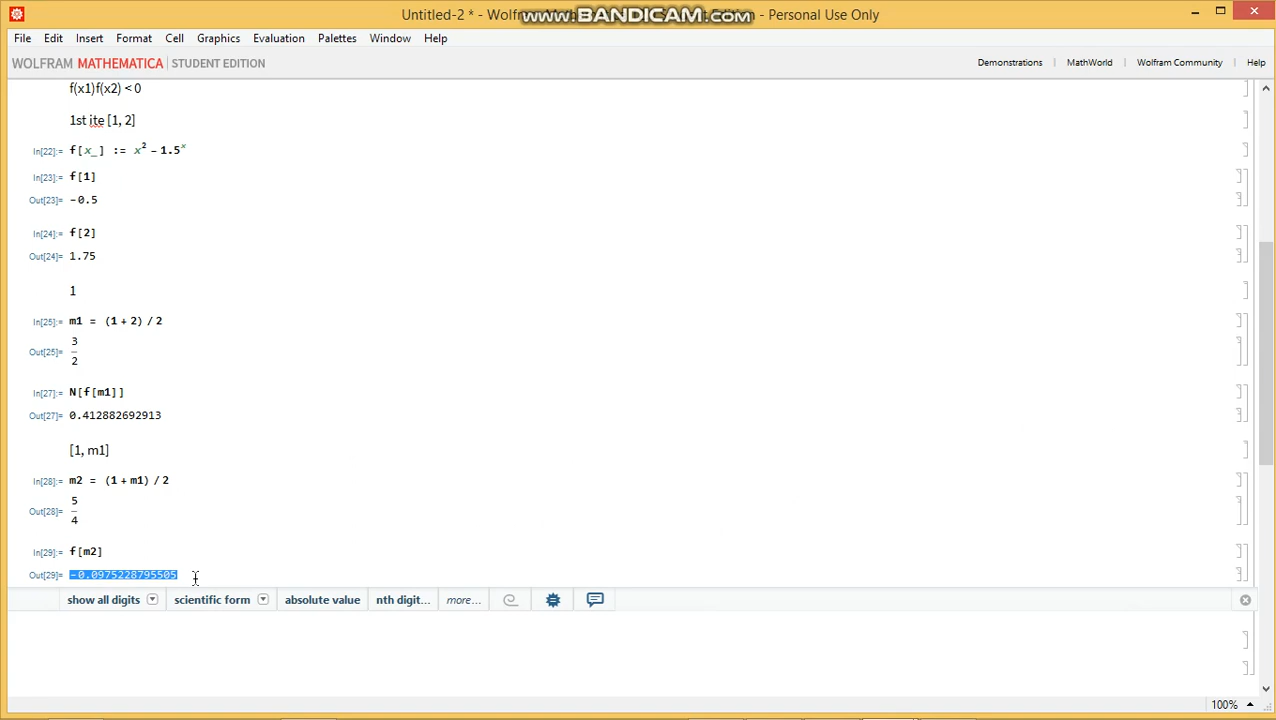 Untitled-2 * - Wolfram Ma www.BANDICAM.com Edition - Personal Use Only
File Edit Insert Format Cell Graphics Evaluation Palettes Window Help
WOLFRAM MATHEMATICA | STUDENT EDITION Demonstrations | MathWorld | Wolfram Community | Help
f(x1)f(x2) < 0
1st ite [1, 2]
In[22]:= f[x_] := x² - 1.5ˣ
In[23]:= f[1]
Out[23]= -0.5
In[24]:= f[2]
Out[24]= 1.75
1
In[25]:= m1 = (1 + 2) / 2
3
Out[25]=
2
In[27]:= N[f[m1]]
Out[27]= 0.412882692913
[1, m1]
In[28]:= m2 = (1 + m1) / 2
5
Out[28]=
4
In[29]:= f[m2]
Out[29]= -0.0975228795505
show all digits scientific form absolute value nth digit... more...
100%